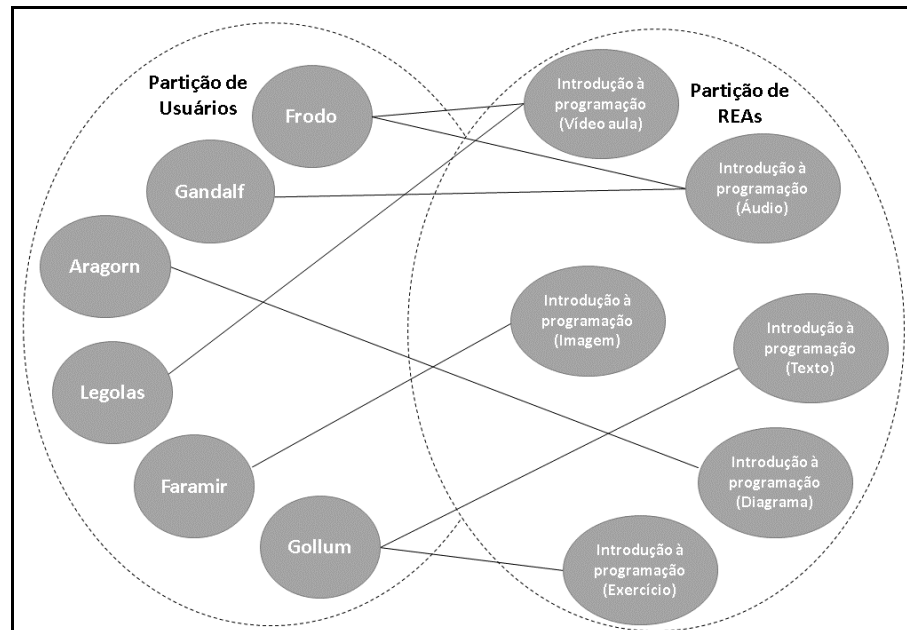 Partição de
Usuários
Frodo
Gandalf
Aragorn
Legolas
Faramir
Gollum
Partição de
REAs
Introdução à
programação
(Vídeo aula)
Introdução à
programação
(Áudio)
Introdução à
programação
(Imagem)
Introdução à
programação
(Texto)
Introdução à
programação
(Diagrama)
Introdução à
programação
(Exercício)